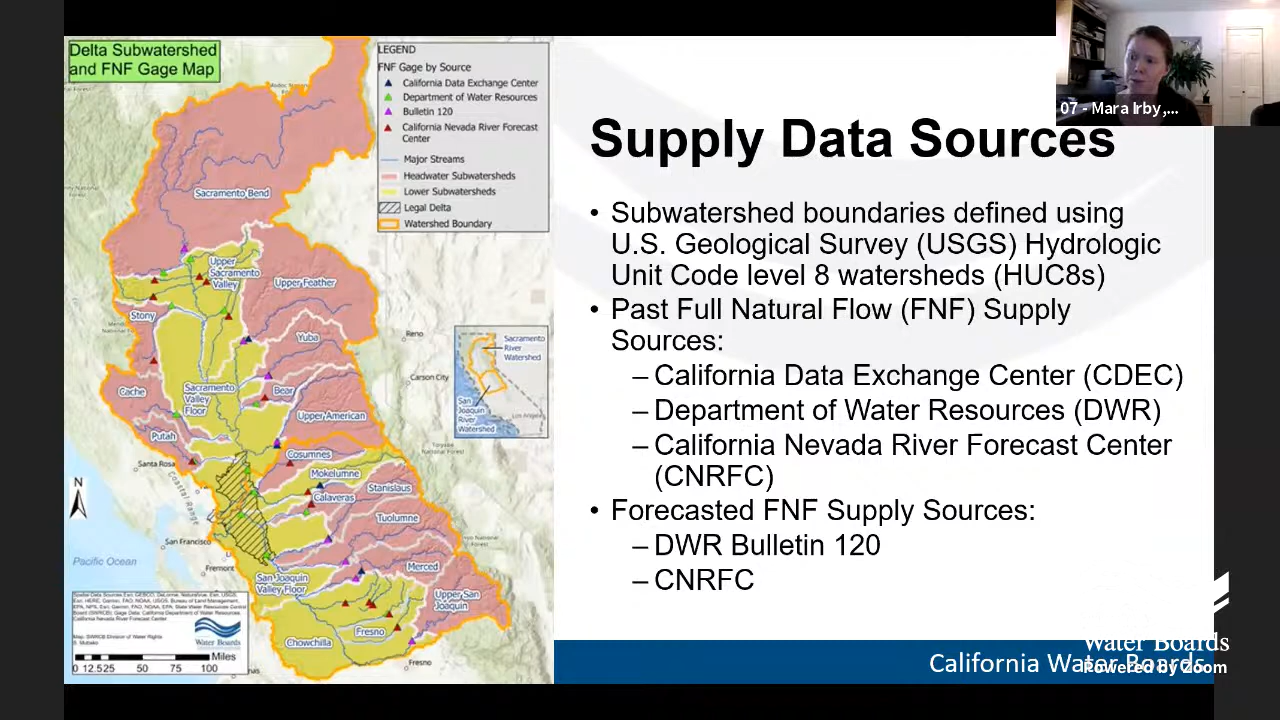 Delta Subwatershed
and FNF Gage Map
LEGEND
FNF Gage by Source
California Data Exchange Center
Department of Water Resources
Bulletin 120
California Nevada River Forecast
Center
Major Streams
Headwater Subwatersheds
Lower Subwatersheds
Legal Delta
Watershed Boundary
Sacramento Bend
Upper
Sacramento
Valley
Upper Feather
Stony
Yuba
Cache
Sacramento
Valley
Floor
Bear
Upper American
Putah
Cosumnes
Mokelumne
Stanislaus
Calaveras
Tuolumne
Merced
San Joaquin
Valley Floor
Upper San
Joaquin
Fresno
Chowchilla
Reno
Carson City
Santa Rosa
Coastal Range
San Francisco
Fremont
Fresno
Pacific Ocean
N
Sacramento
River
Watershed
San
Joaquin
River
Watershed
Los Angeles
Water Boards
Miles
0 12.525 50 75 100
07 - Mara Irby,...
Supply Data Sources
• Subwatershed boundaries defined using
U.S. Geological Survey (USGS) Hydrologic
Unit Code level 8 watersheds (HUC8s)
• Past Full Natural Flow (FNF) Supply
Sources:
– California Data Exchange Center (CDEC)
– Department of Water Resources (DWR)
– California Nevada River Forecast Center
(CNRFC)
• Forecasted FNF Supply Sources:
– DWR Bulletin 120
– CNRFC
Water Boards
California Water Boards
Powered by Zoom